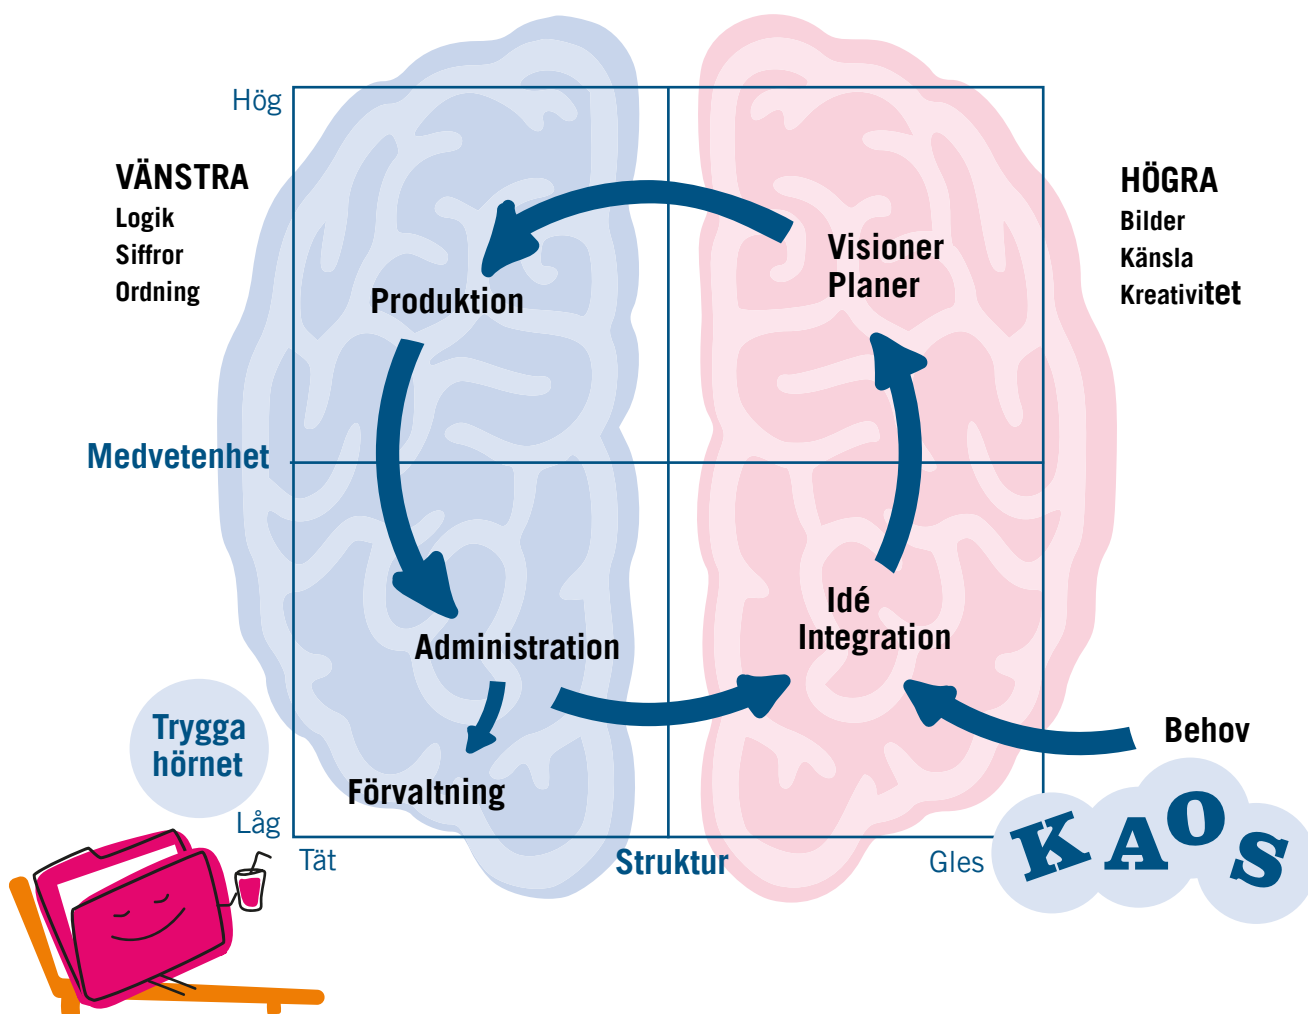 Hög
VÄNSTRA
Logik
Siffror
Ordning
HÖGRA
Bilder
Känsla
Kreativitet
Visioner
Planer
Produktion
Medvetenhet
Idé
Integration
Administration
Trygga
hörnet
Behov
Förvaltning
Låg
Tät
Struktur
Gles
KAOS